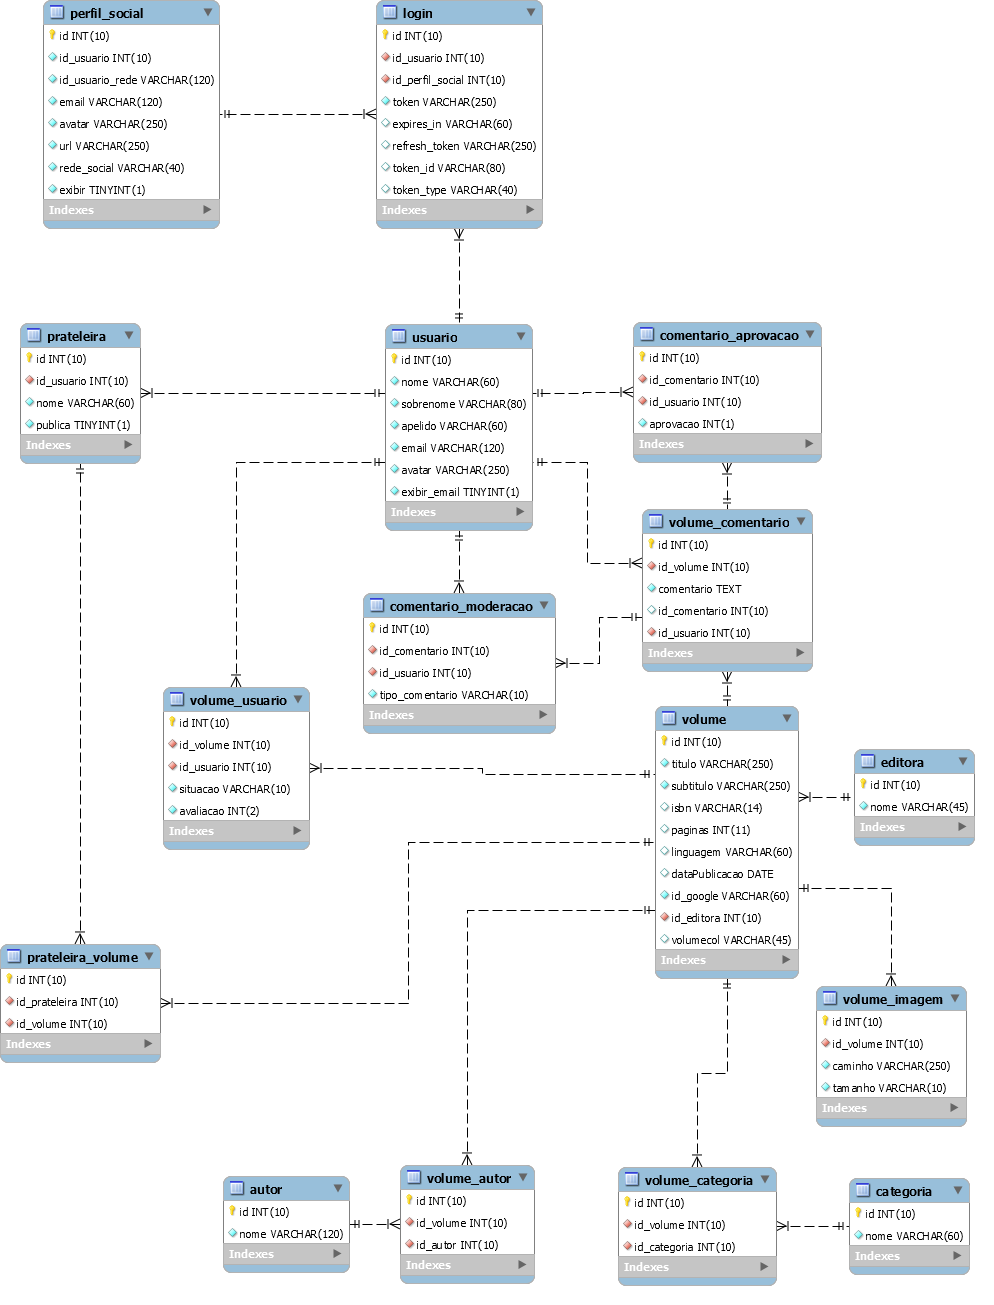 perfil_social
id INT(10)
id_usuario INT(10)
id_usuario_rede VARCHAR(120)
email VARCHAR(120)
avatar VARCHAR(250)
url VARCHAR(250)
rede_social VARCHAR(40)
exibir TINYINT(1)
Indexes
login
id INT(10)
id_usuario INT(10)
id_perfil_social INT(10)
token VARCHAR(250)
expires_in VARCHAR(60)
refresh_token VARCHAR(250)
token_id VARCHAR(80)
token_type VARCHAR(40)
Indexes
prateleira
id INT(10)
id_usuario INT(10)
nome VARCHAR(60)
publica TINYINT(1)
Indexes
usuario
id INT(10)
nome VARCHAR(60)
sobrenome VARCHAR(80)
apelido VARCHAR(60)
email VARCHAR(120)
avatar VARCHAR(250)
exibir_email TINYINT(1)
Indexes
comentario_aprovacao
id INT(10)
id_comentario INT(10)
id_usuario INT(10)
aprovacao INT(1)
Indexes
volume_comentario
id INT(10)
id_volume INT(10)
comentario TEXT
id_comentario INT(10)
id_usuario INT(10)
Indexes
comentario_moderacao
id INT(10)
id_comentario INT(10)
id_usuario INT(10)
tipo_comentario VARCHAR(10)
Indexes
volume_usuario
id INT(10)
id_volume INT(10)
id_usuario INT(10)
situacao VARCHAR(10)
avaliacao INT(2)
Indexes
volume
id INT(10)
titulo VARCHAR(250)
subtitulo VARCHAR(250)
isbn VARCHAR(14)
paginas INT(11)
linguagem VARCHAR(60)
dataPublicacao DATE
id_google VARCHAR(60)
id_editora INT(10)
volumecol VARCHAR(45)
Indexes
editora
id INT(10)
nome VARCHAR(45)
Indexes
prateleira_volume
id INT(10)
id_prateleira INT(10)
id_volume INT(10)
Indexes
volume_imagem
id INT(10)
id_volume INT(10)
caminho VARCHAR(250)
tamanho VARCHAR(10)
Indexes
autor
id INT(10)
nome VARCHAR(120)
Indexes
volume_autor
id INT(10)
id_volume INT(10)
id_autor INT(10)
Indexes
volume_categoria
id INT(10)
id_volume INT(10)
id_categoria INT(10)
Indexes
categoria
id INT(10)
nome VARCHAR(60)
Indexes